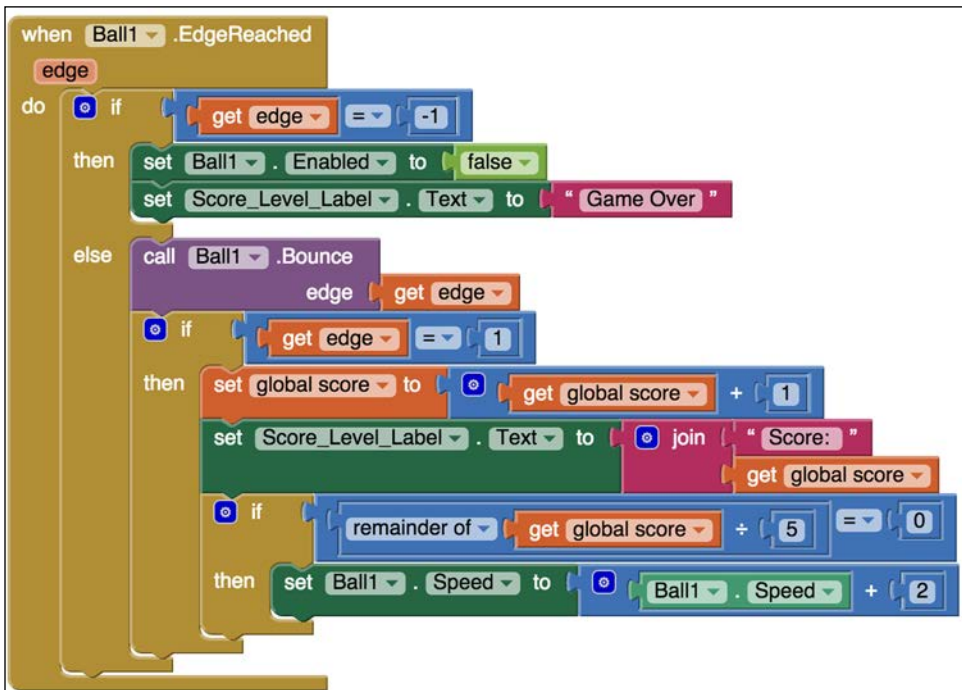 when Ball1 .EdgeReached
edge
do if get edge = -1
then set Ball1 . Enabled to false
set Score_Level_Label . Text to “ Game Over ”
else call Ball1 .Bounce
edge get edge
if get edge = 1
then set global score to get global score + 1
set Score_Level_Label . Text to join “ Score: ”
get global score
if remainder of get global score ÷ 5 = 0
then set Ball1 . Speed to Ball1 . Speed + 2